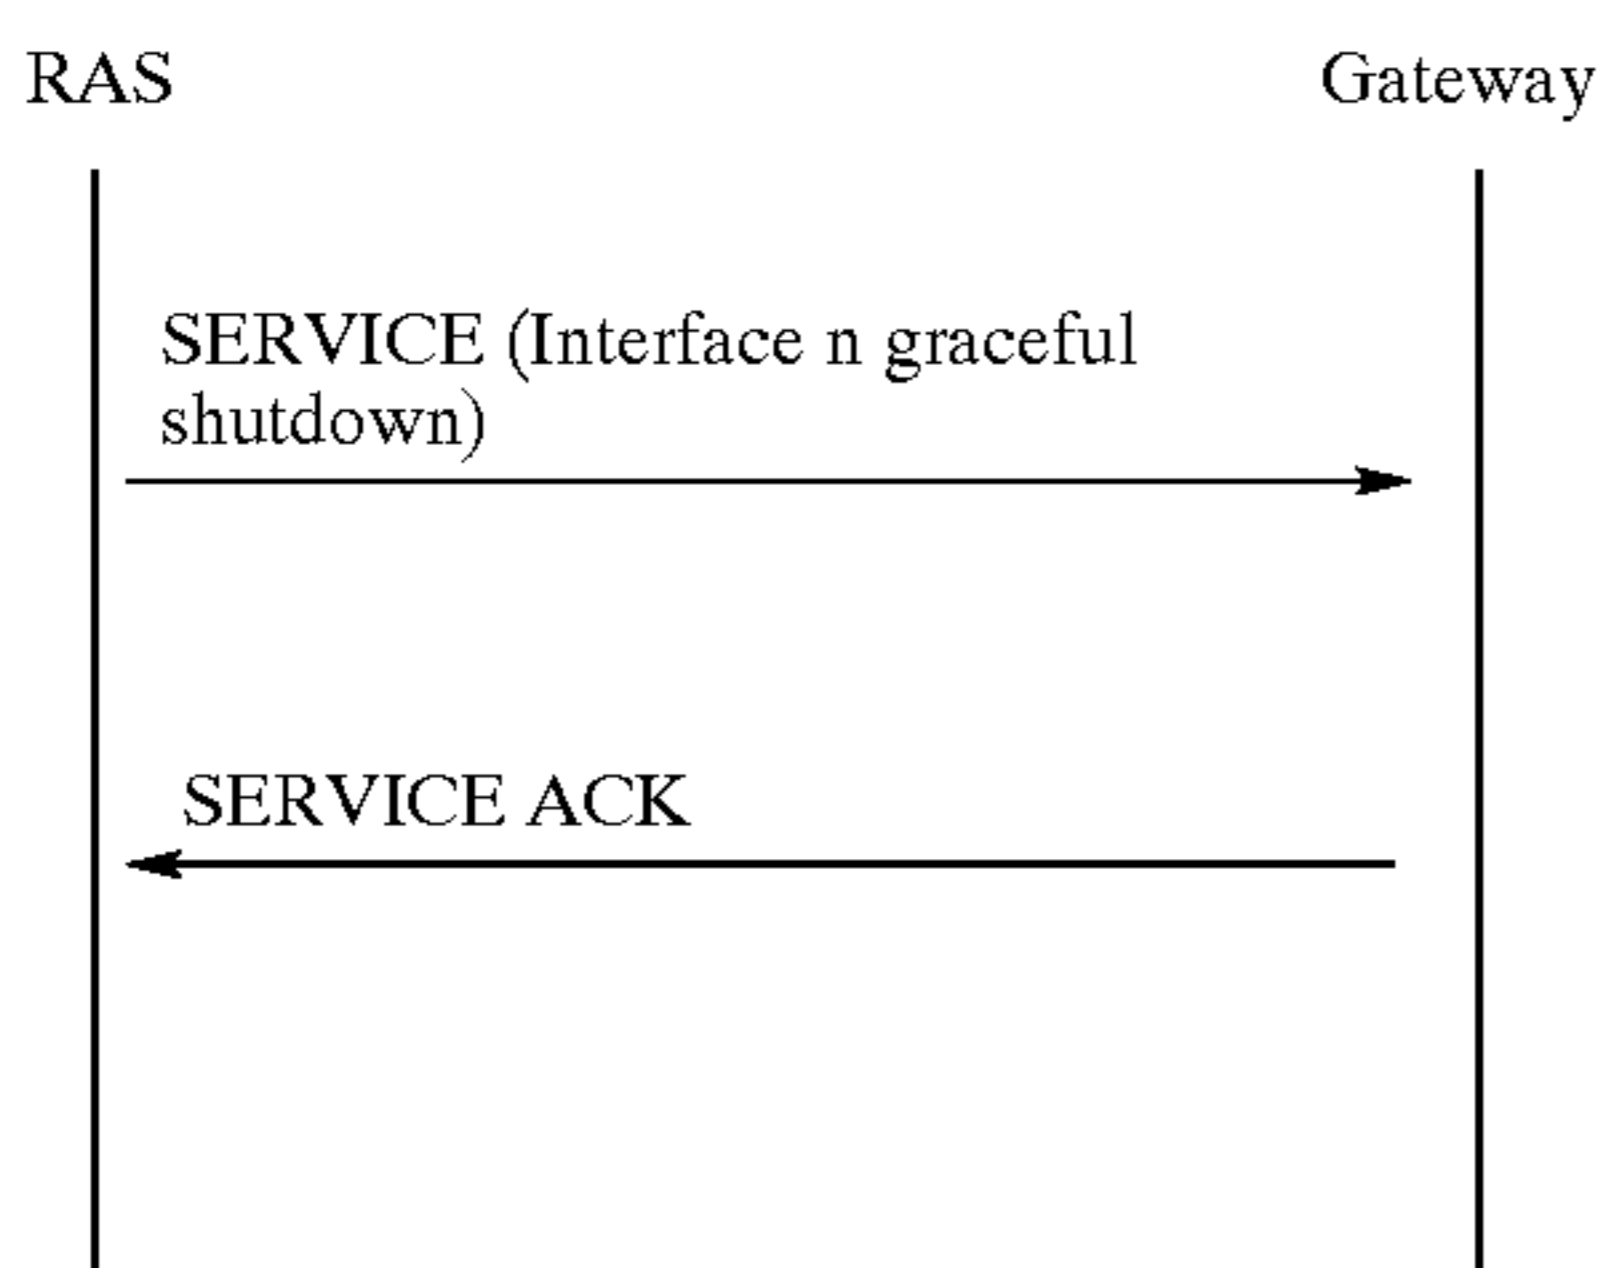 RAS
Gateway
SERVICE (Interface n graceful
shutdown)
SERVICE ACK